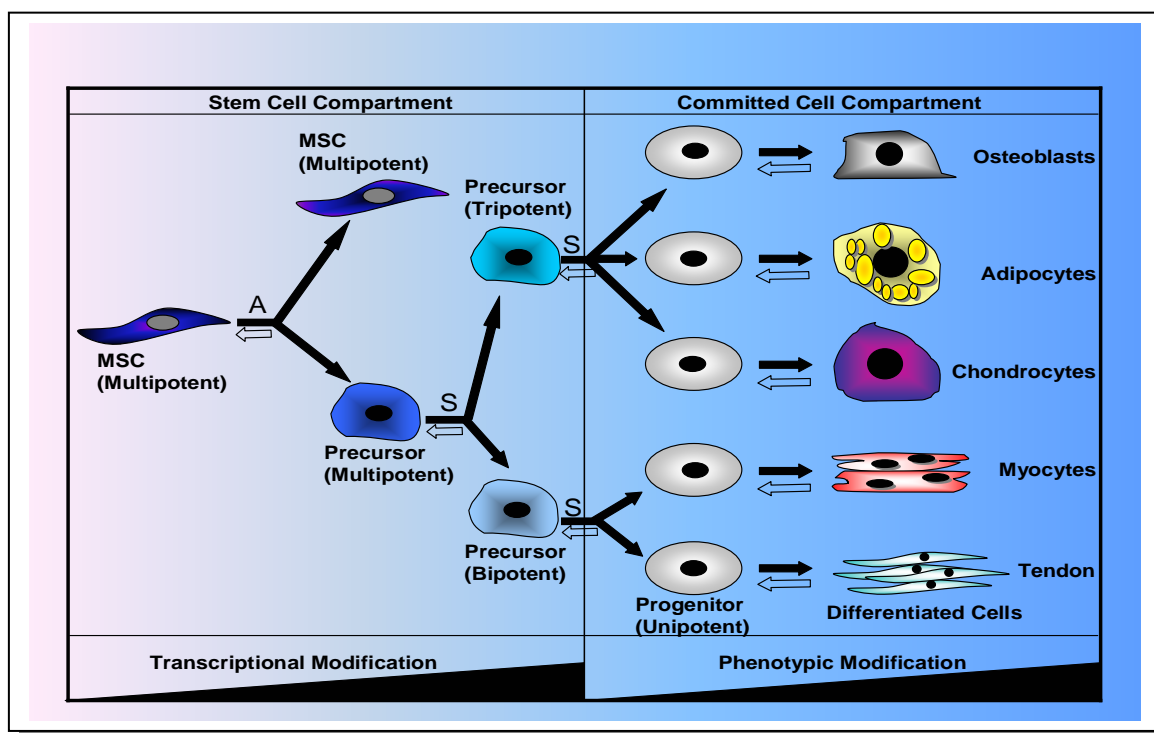 Stem Cell Compartment
Committed Cell Compartment
MSC
(Multipotent)
Precursor
(Tripotent)
Osteoblasts
S
Adipocytes
A
MSC
(Multipotent)
Chondrocytes
S
Precursor
(Multipotent)
Myocytes
S
Precursor
(Bipotent)
Tendon
Progenitor
(Unipotent)
Differentiated Cells
Transcriptional Modification
Phenotypic Modification